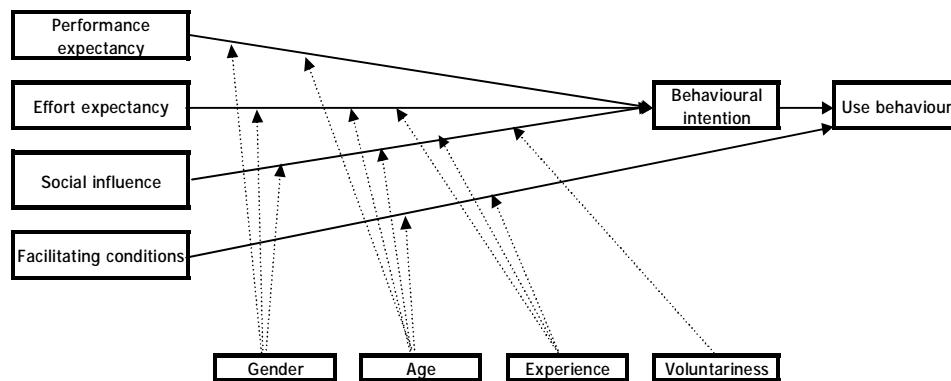 Performance
expectancy
Effort expectancy
Behavioural
intention
Use behaviour
Social influence
Facilitating conditions
Gender
Age
Experience
Voluntariness